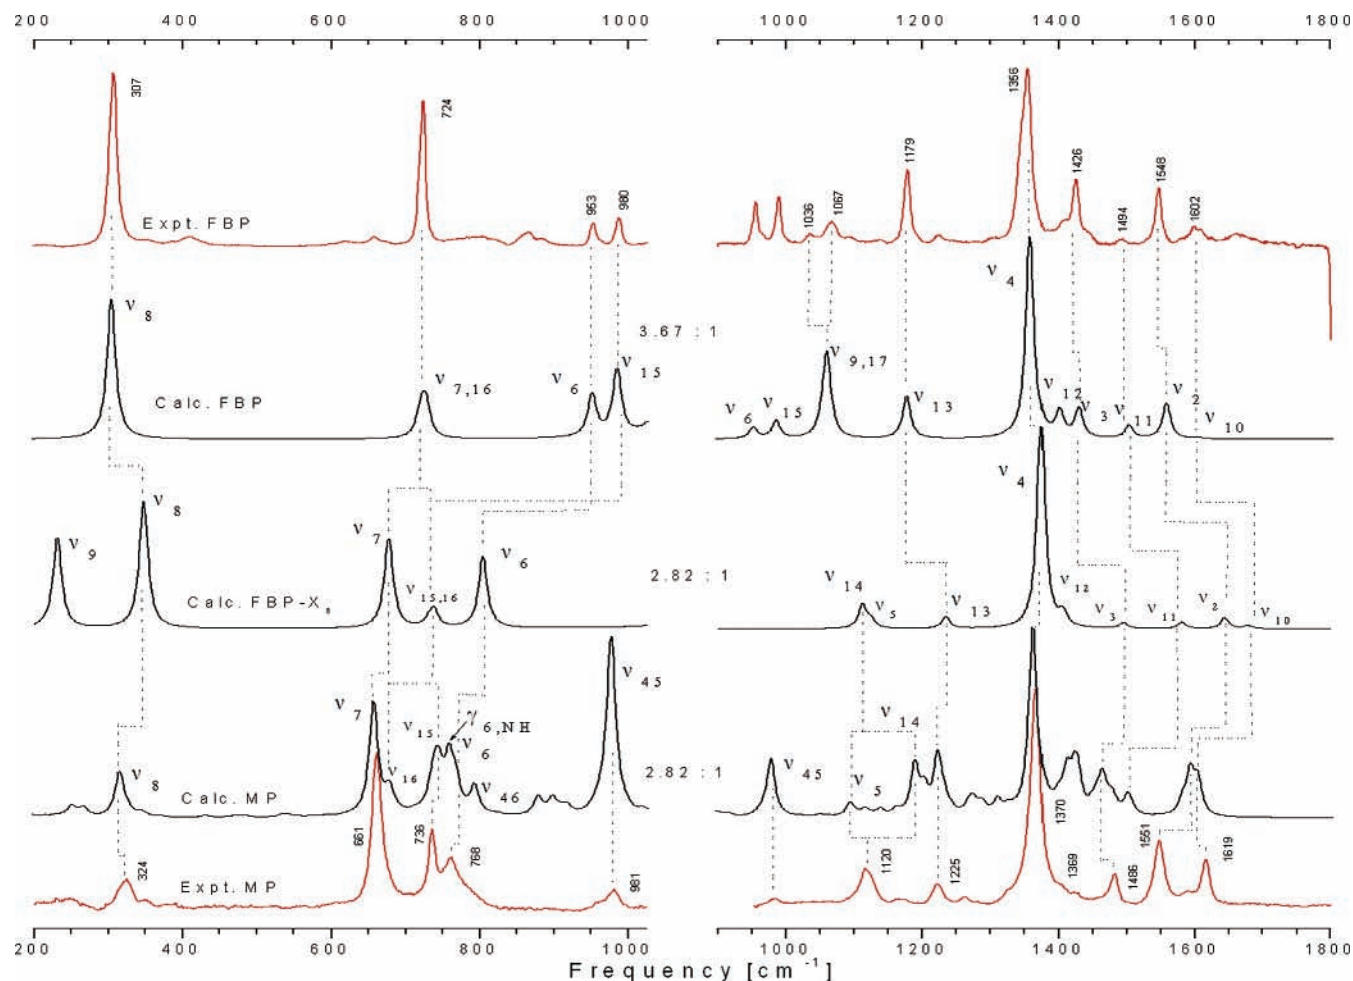 200 400 600 800 1000
1000 1200 1400 1600 1800
307
724
953
980
Expt. FBP
1036
1067
1179
1356
1426
1494
1548
1602
ν 8
3.67 : 1
ν 7,16
ν 6
ν 15
Calc. FBP
ν 6
ν 15
ν 9,17
ν 13
ν 4
ν 12
ν 3
ν 11
ν 2
ν 10
ν 9
ν 8
ν 7
ν 15,16
ν 6
2.82 : 1
Calc. FBP-X8
ν 14
ν 5
ν 13
ν 4
ν 12
ν 3
ν 11
ν 2
ν 10
ν 8
ν 7
ν 16
ν 15
γ 6,NH
ν 6
ν 46
ν 45
2.82 : 1
Calc. MP
ν 45
ν 5
ν 14
324
661
736
768
981
Expt. MP
1120
1225
1370
1369
1486
1551
1619
200 400 600 800 1000
1000 1200 1400 1600 1800
Frequency [cm-1]